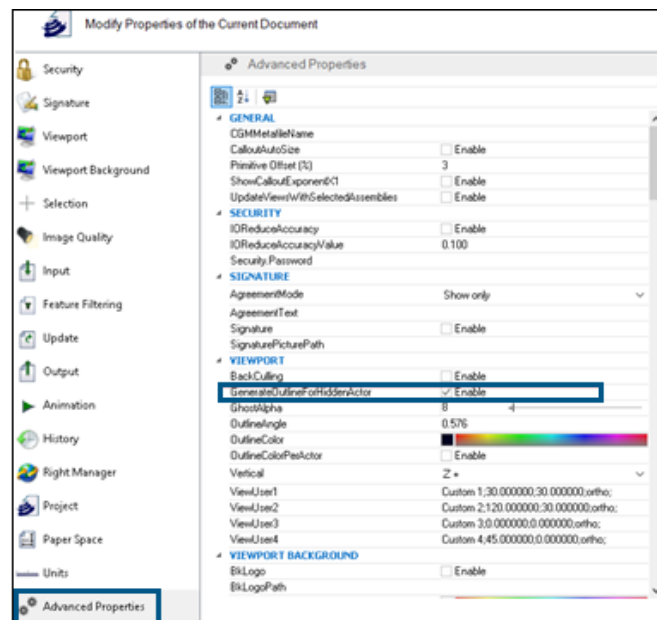 Modify Properties of the Current Document
Security
Signature
Viewport
Viewport Background
Selection
Image Quality
Input
Feature Filtering
Update
Output
Animation
History
Right Manager
Project
Paper Space
Units
Advanced Properties
Advanced Properties
GENERAL
CGMMetafileName
CalloutAutoSize Enable
Primitive Offset (%) 3
ShowCalloutExponentX1 Enable
UpdateViewsWithSelectedAssemblies Enable
SECURITY
IOReduceAccuracy Enable
IOReduceAccuracyValue 0.100
Security.Password
SIGNATURE
AgreementMode Show only
AgreementText
Signature Enable
SignaturePicturePath
VIEWPORT
BackCulling Enable
GenerateOutlineForHiddenActor Enable
GhostAlpha 8
OutlineAngle 0.576
OutlineColor
OutlineColorPerActor Enable
Vertical Z +
ViewUser1 Custom 1;30.000000;30.000000;ortho;
ViewUser2 Custom 2;120.000000;30.000000;ortho;
ViewUser3 Custom 3;0.000000;0.000000;ortho;
ViewUser4 Custom 4;45.000000;0.000000;ortho;
VIEWPORT BACKGROUND
BkLogo Enable
BkLogoPath